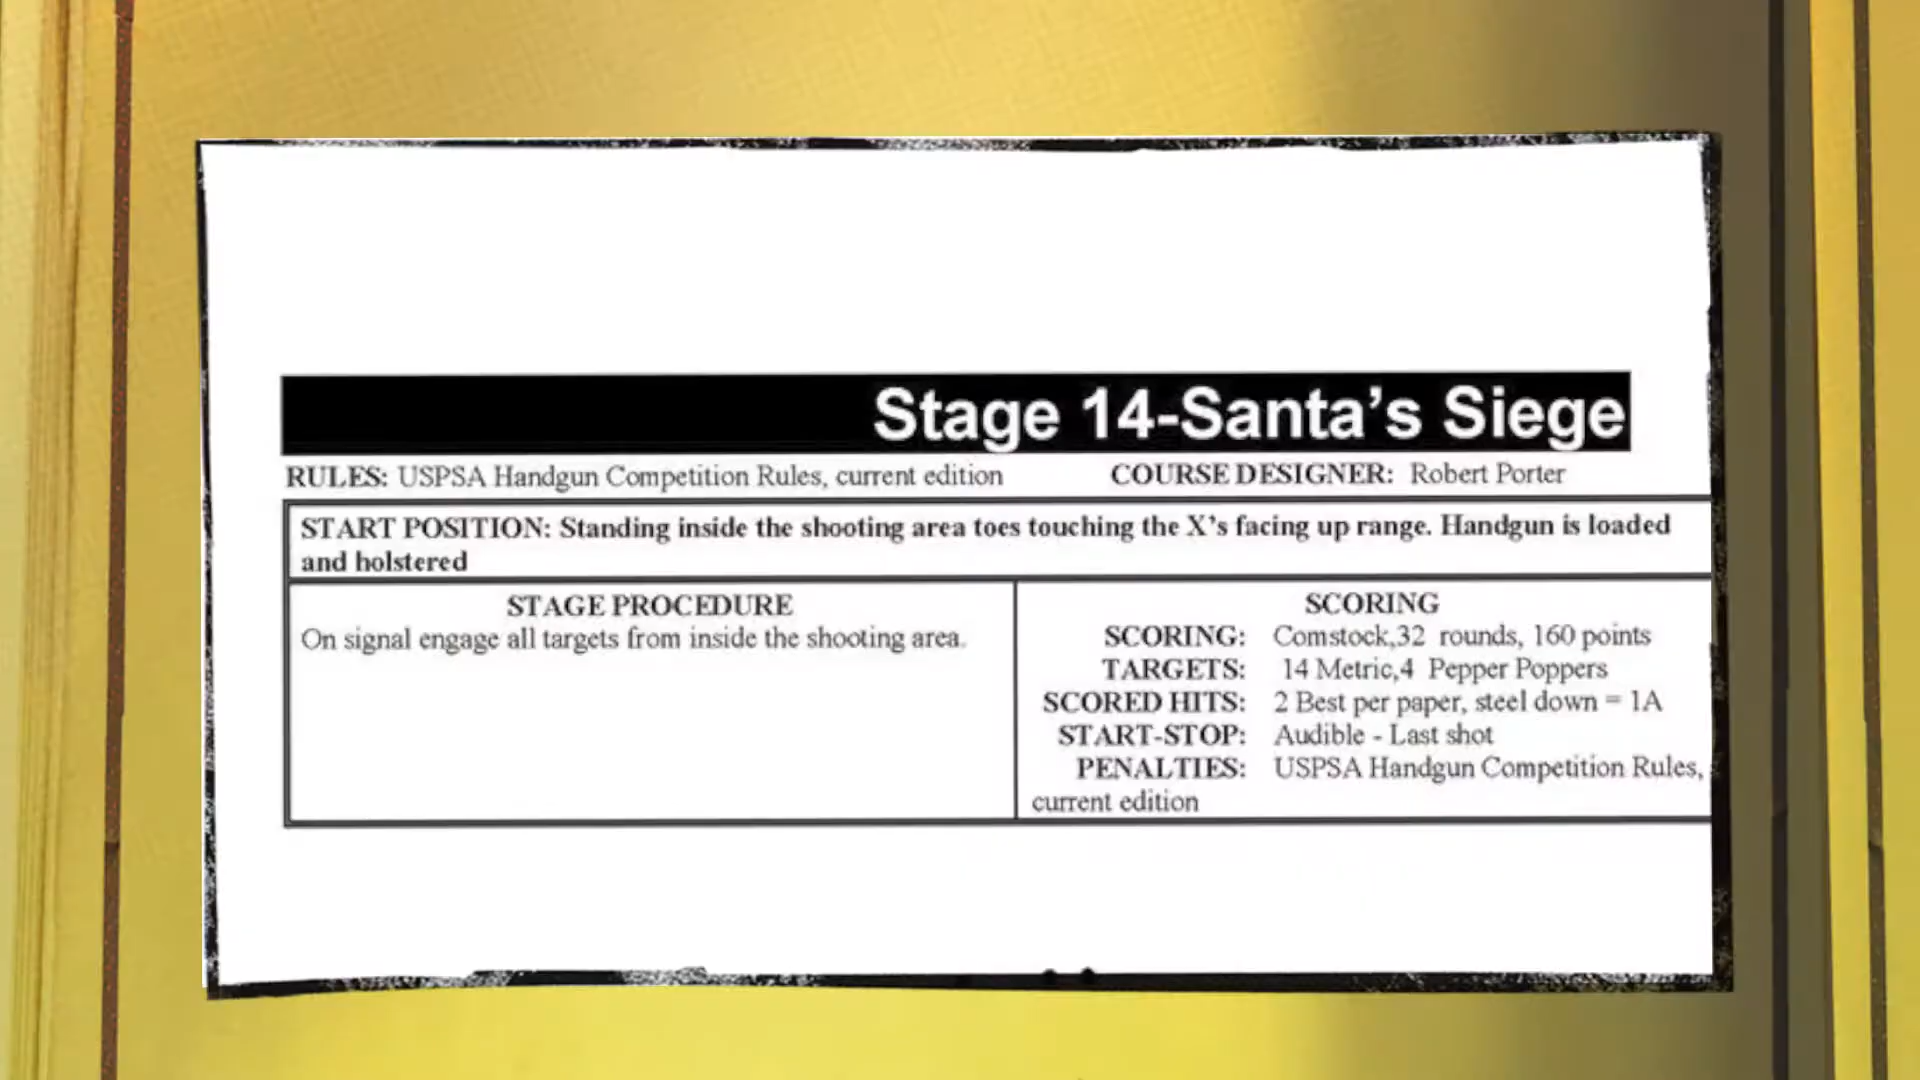 Stage 14-Santa's Siege
RULES: USPSA Handgun Competition Rules, current edition COURSE DESIGNER: Robert Porter
START POSITION: Standing inside the shooting area toes touching the X's facing up range. Handgun is loaded
and holstered
STAGE PROCEDURE
On signal engage all targets from inside the shooting area.
SCORING
SCORING: Comstock,32 rounds, 160 points
TARGETS: 14 Metric,4 Pepper Poppers
SCORED HITS: 2 Best per paper, steel down = 1A
START-STOP: Audible - Last shot
PENALTIES: USPSA Handgun Competition Rules,
current edition